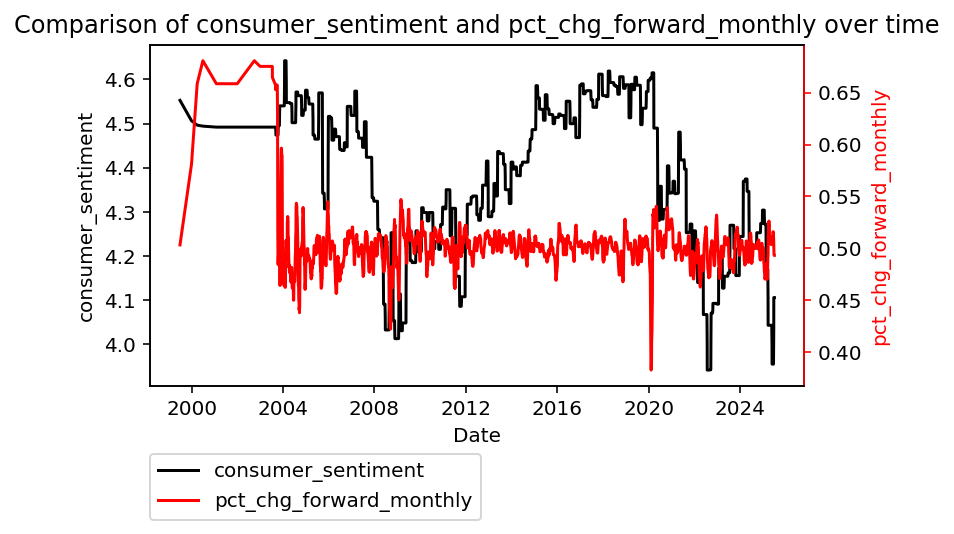 Comparison of consumer_sentiment and pct_chg_forward_monthly over time
consumer_sentiment
4.6
4.5
4.4
4.3
4.2
4.1
4.0
0.65
0.60
0.55
0.50
0.45
0.40
pct_chg_forward_monthly
2000 2004 2008 2012 2016 2020 2024
Date
consumer_sentiment
pct_chg_forward_monthly